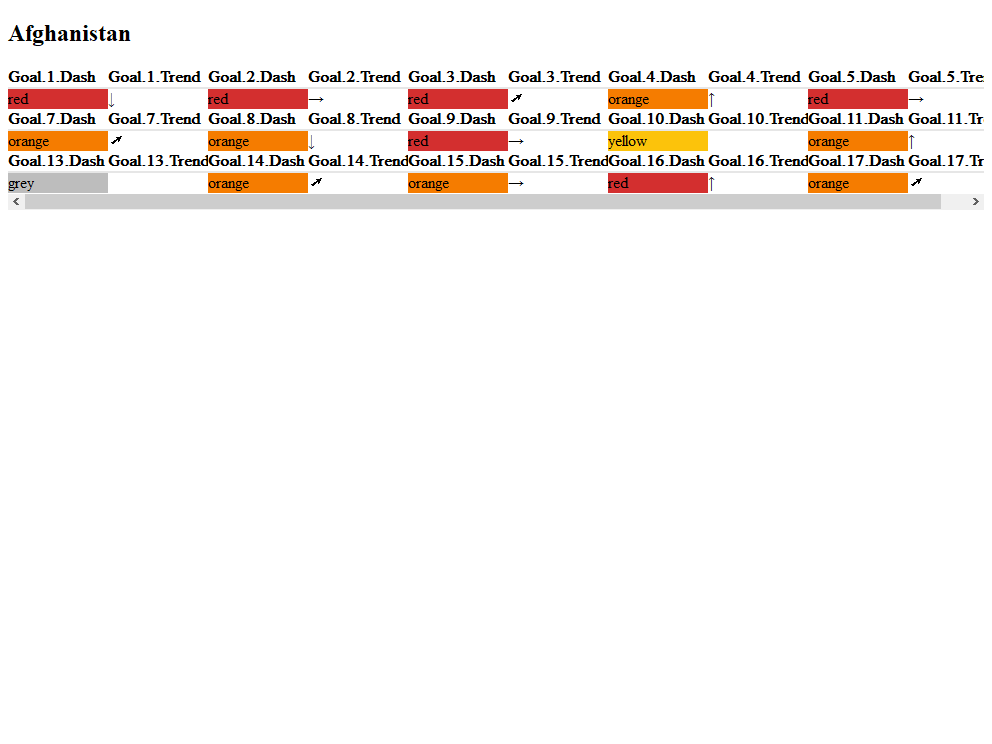 Afghanistan
Goal.1.Dash Goal.1.Trend Goal.2.Dash Goal.2.Trend Goal.3.Dash Goal.3.Trend Goal.4.Dash Goal.4.Trend Goal.5.Dash Goal.5.Tre
red ↓ red → red ↗ orange ↑ red →
Goal.7.Dash Goal.7.Trend Goal.8.Dash Goal.8.Trend Goal.9.Dash Goal.9.Trend Goal.10.Dash Goal.10.Trend Goal.11.Dash Goal.11.Tr
orange ↗ orange ↓ red → yellow orange ↑
Goal.13.Dash Goal.13.Trend Goal.14.Dash Goal.14.Trend Goal.15.Dash Goal.15.Trend Goal.16.Dash Goal.16.Trend Goal.17.Dash Goal.17.Tr
grey orange ↗ orange → red ↑ orange ↗